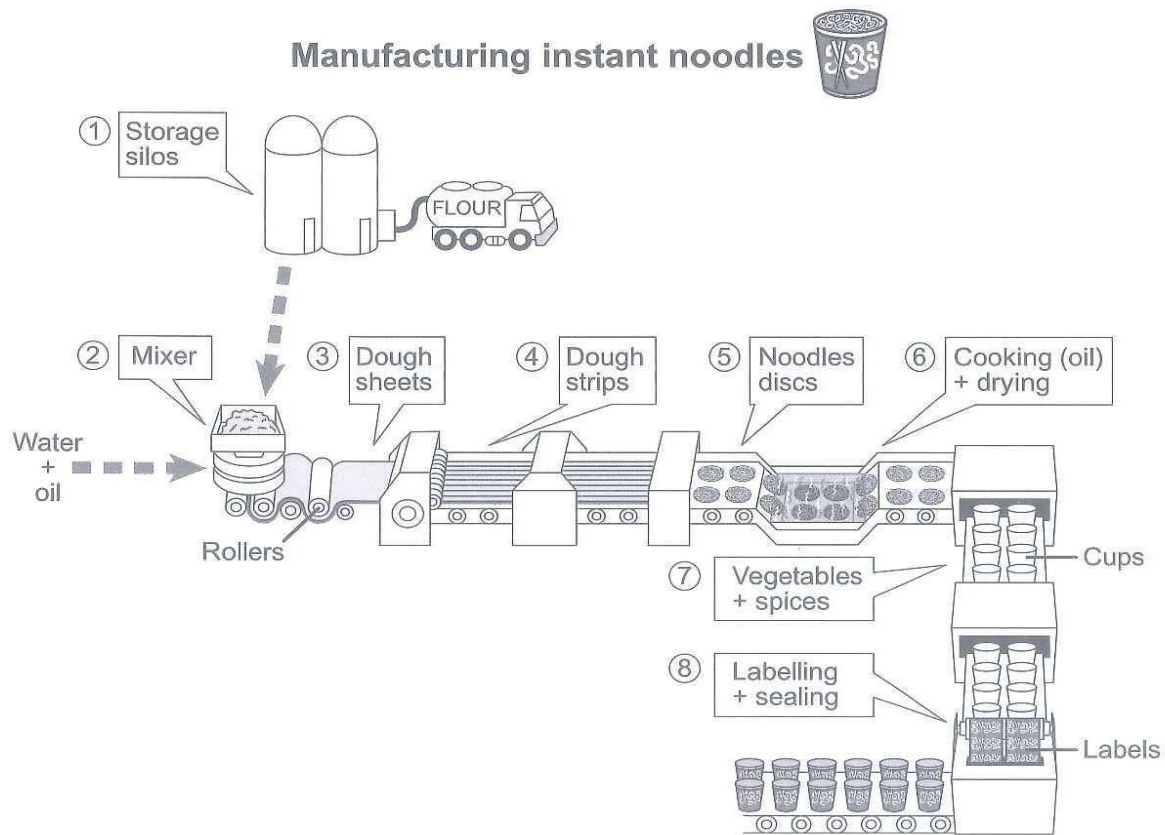 Manufacturing instant noodles
1 Storage
silos
FLOUR
2 Mixer
3 Dough
sheets
4 Dough
strips
5 Noodles
discs
6 Cooking (oil)
+ drying
Water
+
oil
Rollers
7 Vegetables
+ spices
Cups
8 Labelling
+ sealing
Labels